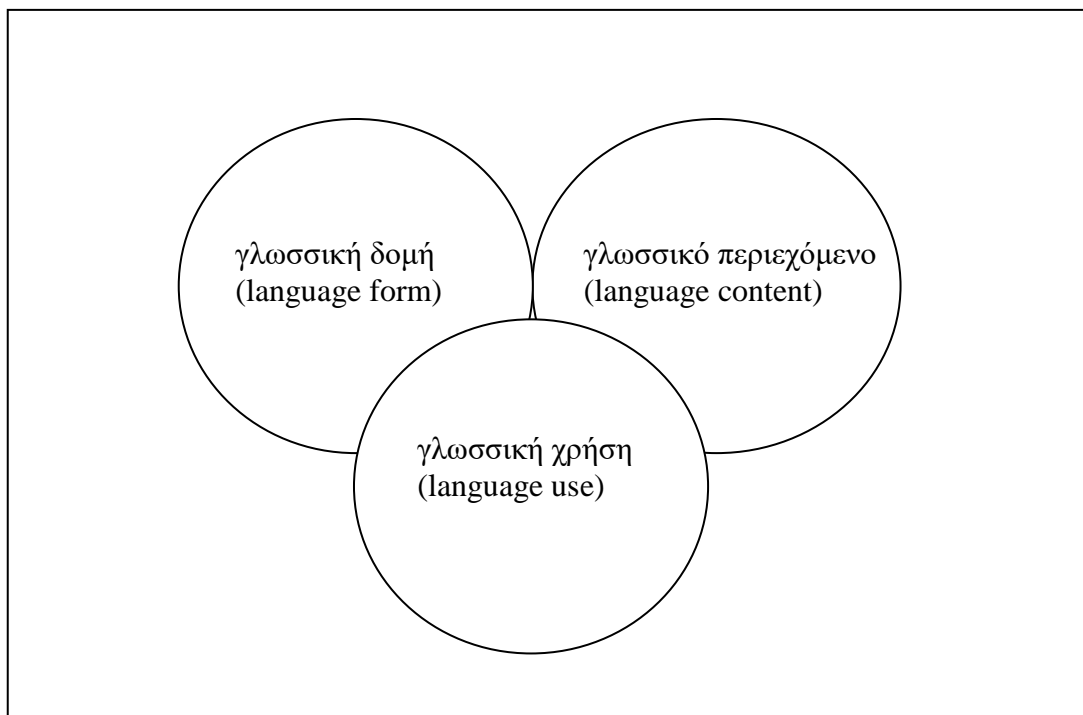 γλωσσική δομή
(language form)
γλωσσικό περιεχόμενο
(language content)
γλωσσική χρήση
(language use)